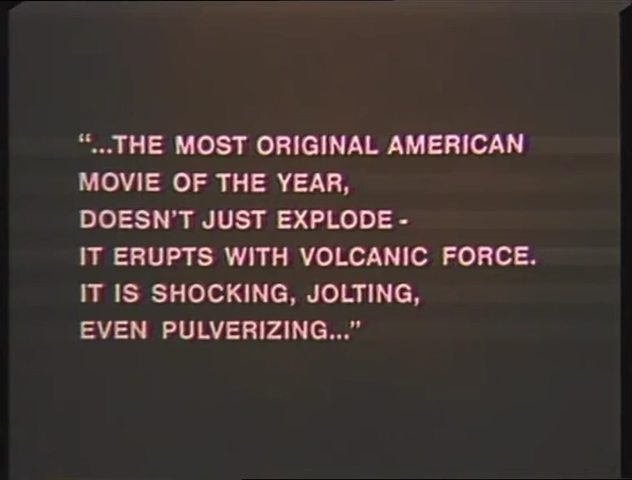 “...THE MOST ORIGINAL AMERICAN
MOVIE OF THE YEAR,
DOESN'T JUST EXPLODE -
IT ERUPTS WITH VOLCANIC FORCE.
IT IS SHOCKING, JOLTING,
EVEN PULVERIZING...”